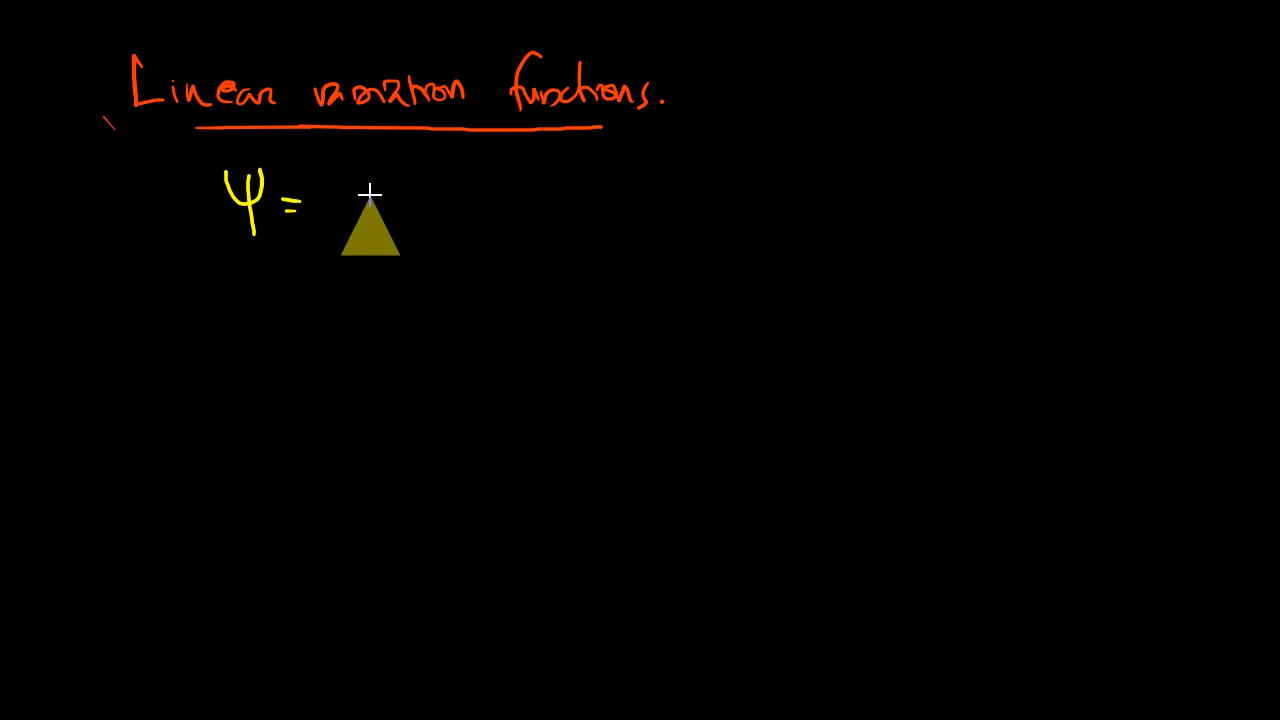 Linear variation functions.
Ψ =